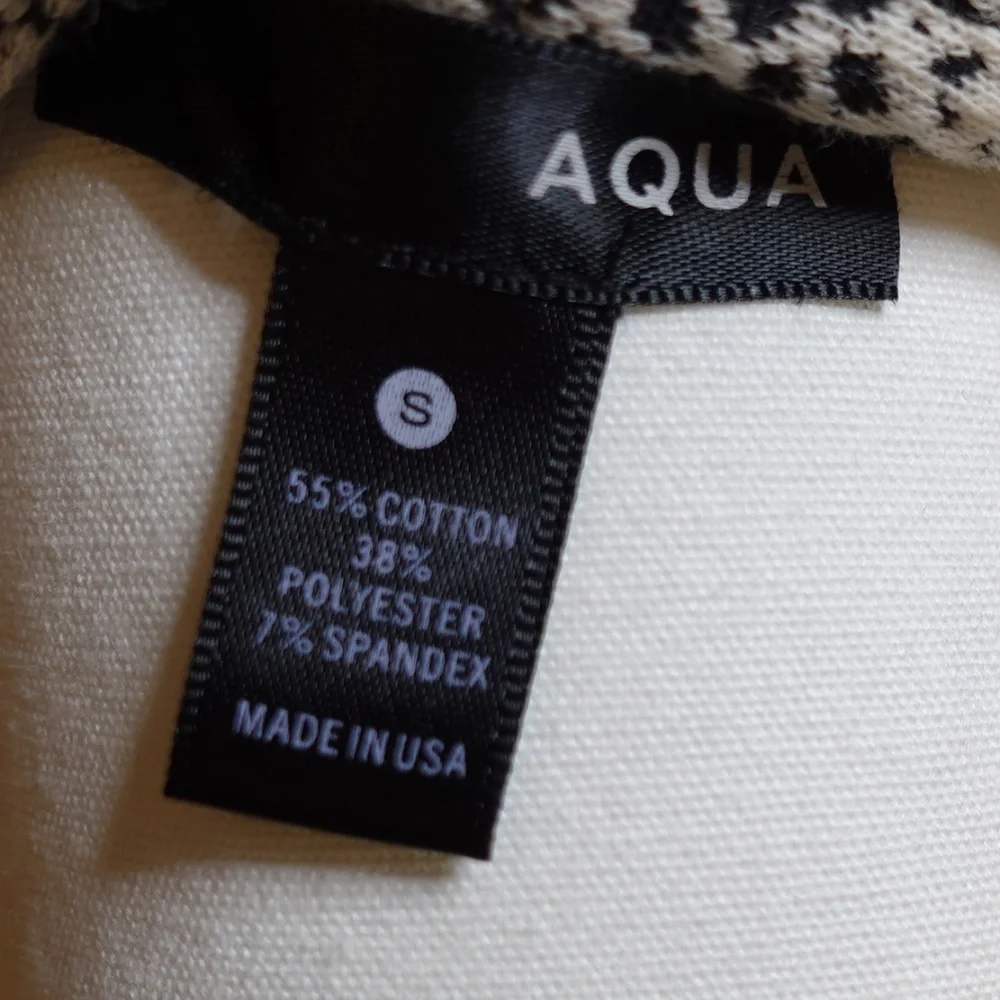 AQUA
S
55% COTTON
38%
POLYESTER
7% SPANDEX
MADE IN USA